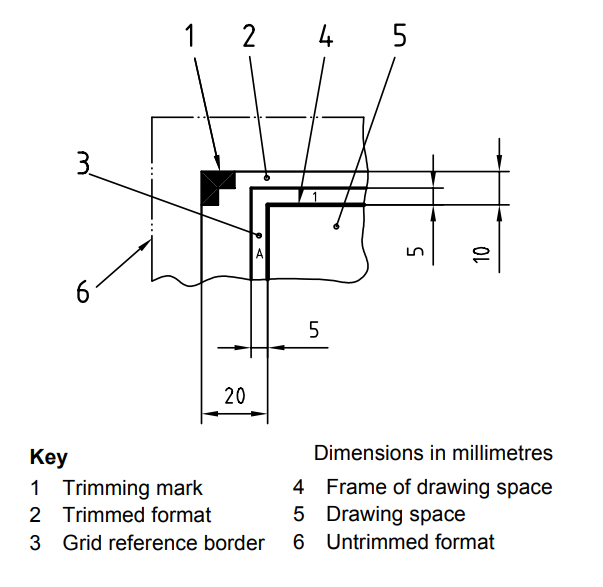 1 2 4 5
3
1
A
6
5
10
5
20
Key
Dimensions in millimetres
1 Trimming mark
4 Frame of drawing space
2 Trimmed format
5 Drawing space
3 Grid reference border
6 Untrimmed format